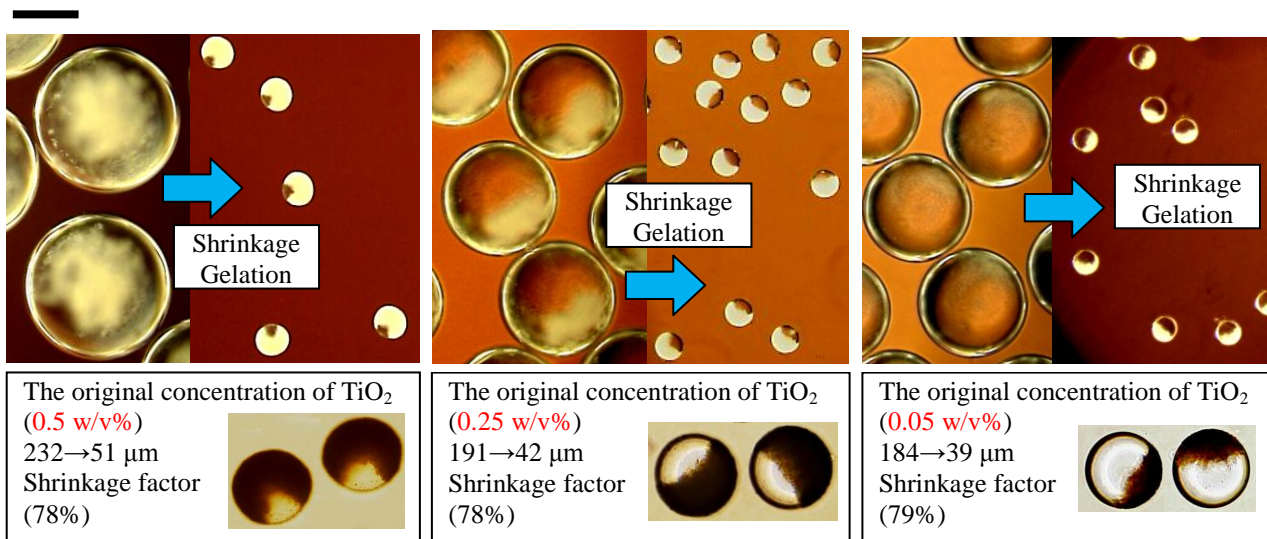 Shrinkage
Gelation
Shrinkage
Gelation
Shrinkage
Gelation
The original concentration of TiO₂
(0.5 w/v%)
232→51 μm
Shrinkage factor
(78%)
The original concentration of TiO₂
(0.25 w/v%)
191→42 μm
Shrinkage factor
(78%)
The original concentration of TiO₂
(0.05 w/v%)
184→39 μm
Shrinkage factor
(79%)